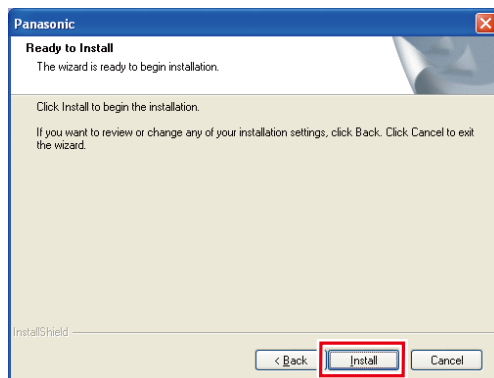 Panasonic
Ready to Install
The wizard is ready to begin installation.
Click Install to begin the installation.
If you want to review or change any of your installation settings, click Back. Click Cancel to exit
the wizard.
InstallShield
< Back
Install
Cancel